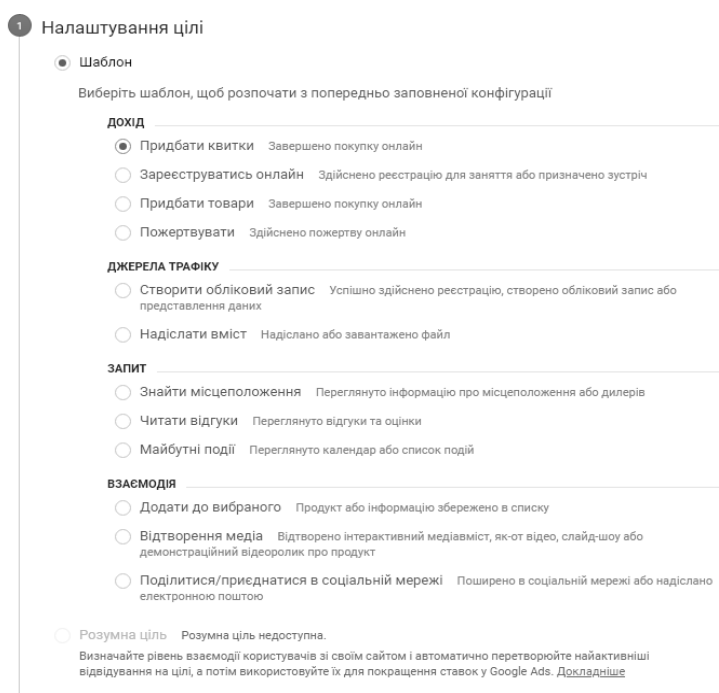 1 Налаштування цілі
Шаблон
Виберіть шаблон, щоб розпочати з попередньо заповненої конфігурації
ДОХІД
Придбати квитки Завершено покупку онлайн
Зареєструватись онлайн Здійснено реєстрацію для заняття або призначено зустріч
Придбати товари Завершено покупку онлайн
Пожертвувати Здійснено пожертву онлайн
ДЖЕРЕЛА ТРАФІКУ
Створити обліковий запис Успішно здійснено реєстрацію, створено обліковий запис або
представлення даних
Надіслати вміст Надіслано або завантажено файл
ЗАПИТ
Знайти місцеположення Переглянуто інформацію про місцеположення або дилерів
Читати відгуки Переглянуто відгуки та оцінки
Майбутні події Переглянуто календар або список подій
ВЗАЄМОДІЯ
Додати до вибраного Продукт або інформацію збережено в списку
Відтворення медіа Відтворено інтерактивний медіавміст, як-от відео, слайд-шоу або
демонстраційний відеоролик про продукт
Поділитися/приєднатися в соціальній мережі Поширено в соціальній мережі або надіслано
електронною поштою
Розумна ціль Розумна ціль недоступна.
Визначайте рівень взаємодії користувачів зі своїм сайтом і автоматично перетворюйте найактивніші
відвідування на цілі, а потім використовуйте їх для покращення ставок у Google Ads. Докладніше